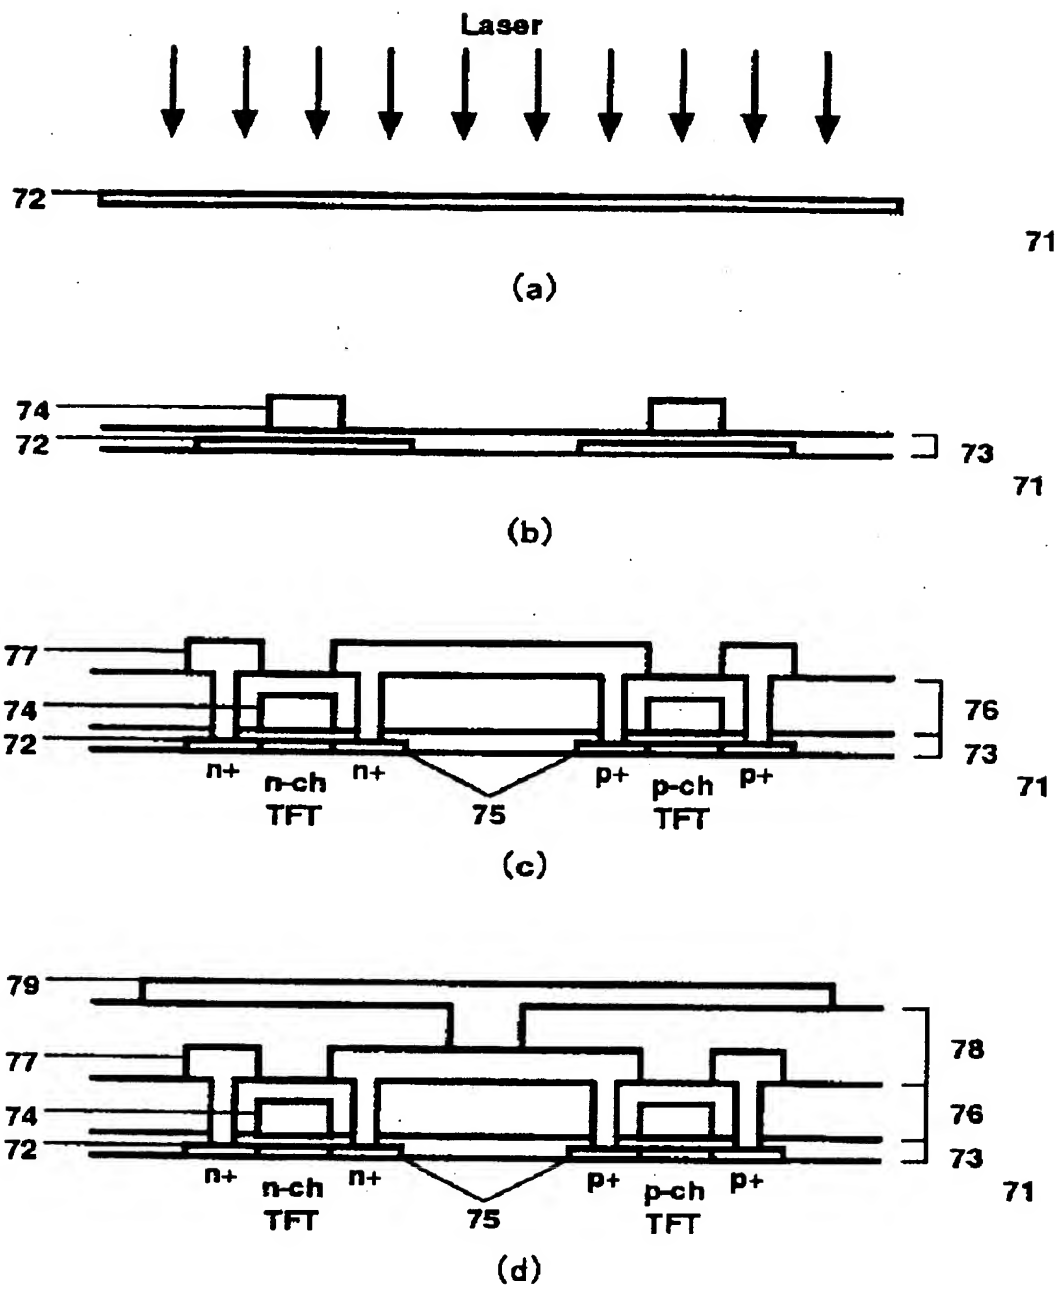 Laser
72
71
(a)
74
72
73
71
(b)
77
74
72
76
73
n+ n-ch TFT n+
75
p+ p-ch TFT p+
71
(c)
79
77
74
72
78
76
73
n+ n-ch TFT n+
75
p+ p-ch TFT p+
71
(d)